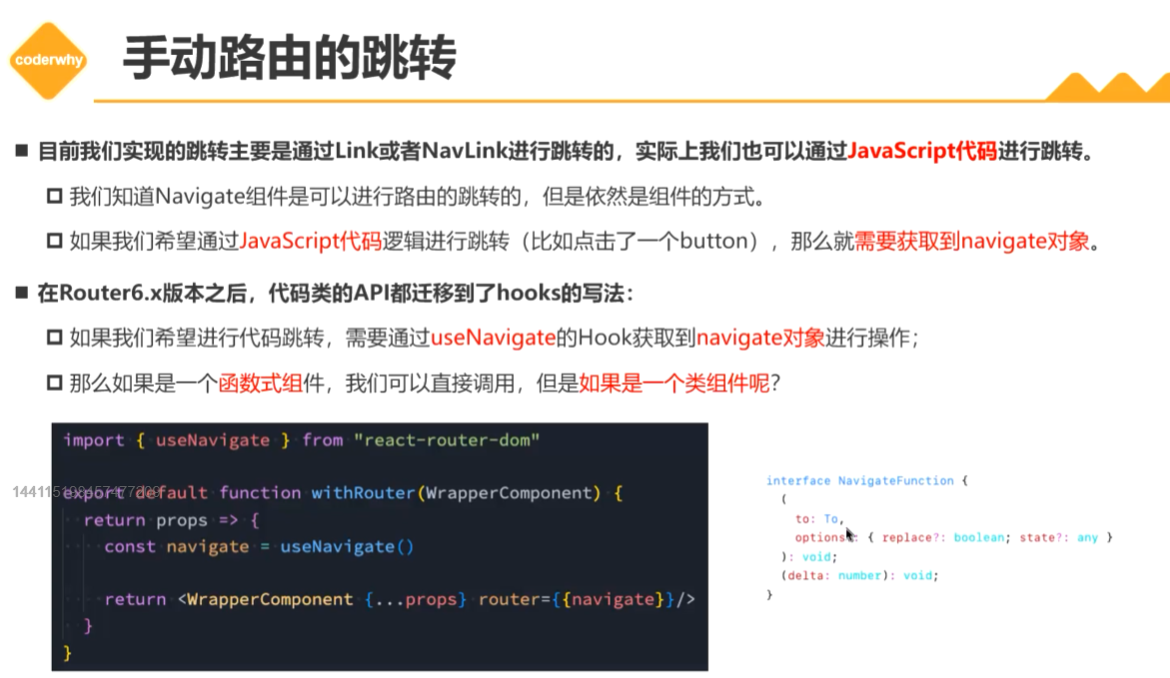 coderwhy
手动路由的跳转
■ 目前我们实现的跳转主要是通过Link或者NavLink进行跳转的，实际上我们也可以通过JavaScript代码进行跳转。
我们知道Navigate组件是可以进行路由的跳转的，但是依然是组件的方式。
如果我们希望通过JavaScript代码逻辑进行跳转（比如点击了一个button），那么就需要获取到navigate对象。
■ 在Router6.x版本之后，代码类的API都迁移到了hooks的写法：
如果我们希望进行代码跳转，需要通过useNavigate的Hook获取到navigate对象进行操作；
那么如果是一个函数式组件，我们可以直接调用，但是如果是一个类组件呢？
import { useNavigate } from "react-router-dom"
export default function withRouter(WrapperComponent) {
return props => {
const navigate = useNavigate()
return <WrapperComponent {...props} router={{navigate}}/>
}
}
interface NavigateFunction {
(
to: To,
options?: { replace?: boolean; state?: any }
): void;
(delta: number): void;
}